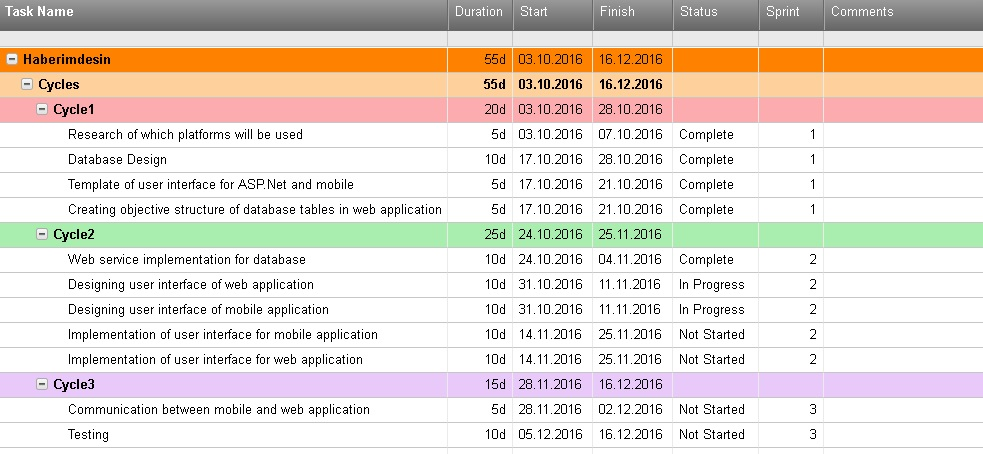 Task Name Duration Start Finish Status Sprint Comments
Haberimdesin 55d 03.10.2016 16.12.2016
Cycles 55d 03.10.2016 16.12.2016
Cycle1 20d 03.10.2016 28.10.2016
Research of which platforms will be used 5d 03.10.2016 07.10.2016 Complete 1
Database Design 10d 17.10.2016 28.10.2016 Complete 1
Template of user interface for ASP.Net and mobile 5d 17.10.2016 21.10.2016 Complete 1
Creating objective structure of database tables in web application 5d 17.10.2016 21.10.2016 Complete 1
Cycle2 25d 24.10.2016 25.11.2016
Web service implementation for database 10d 24.10.2016 04.11.2016 Complete 2
Designing user interface of web application 10d 31.10.2016 11.11.2016 In Progress 2
Designing user interface of mobile application 10d 31.10.2016 11.11.2016 In Progress 2
Implementation of user interface for mobile application 10d 14.11.2016 25.11.2016 Not Started 2
Implementation of user interface for web application 10d 14.11.2016 25.11.2016 Not Started 2
Cycle3 15d 28.11.2016 16.12.2016
Communication between mobile and web application 5d 28.11.2016 02.12.2016 Not Started 3
Testing 10d 05.12.2016 16.12.2016 Not Started 3